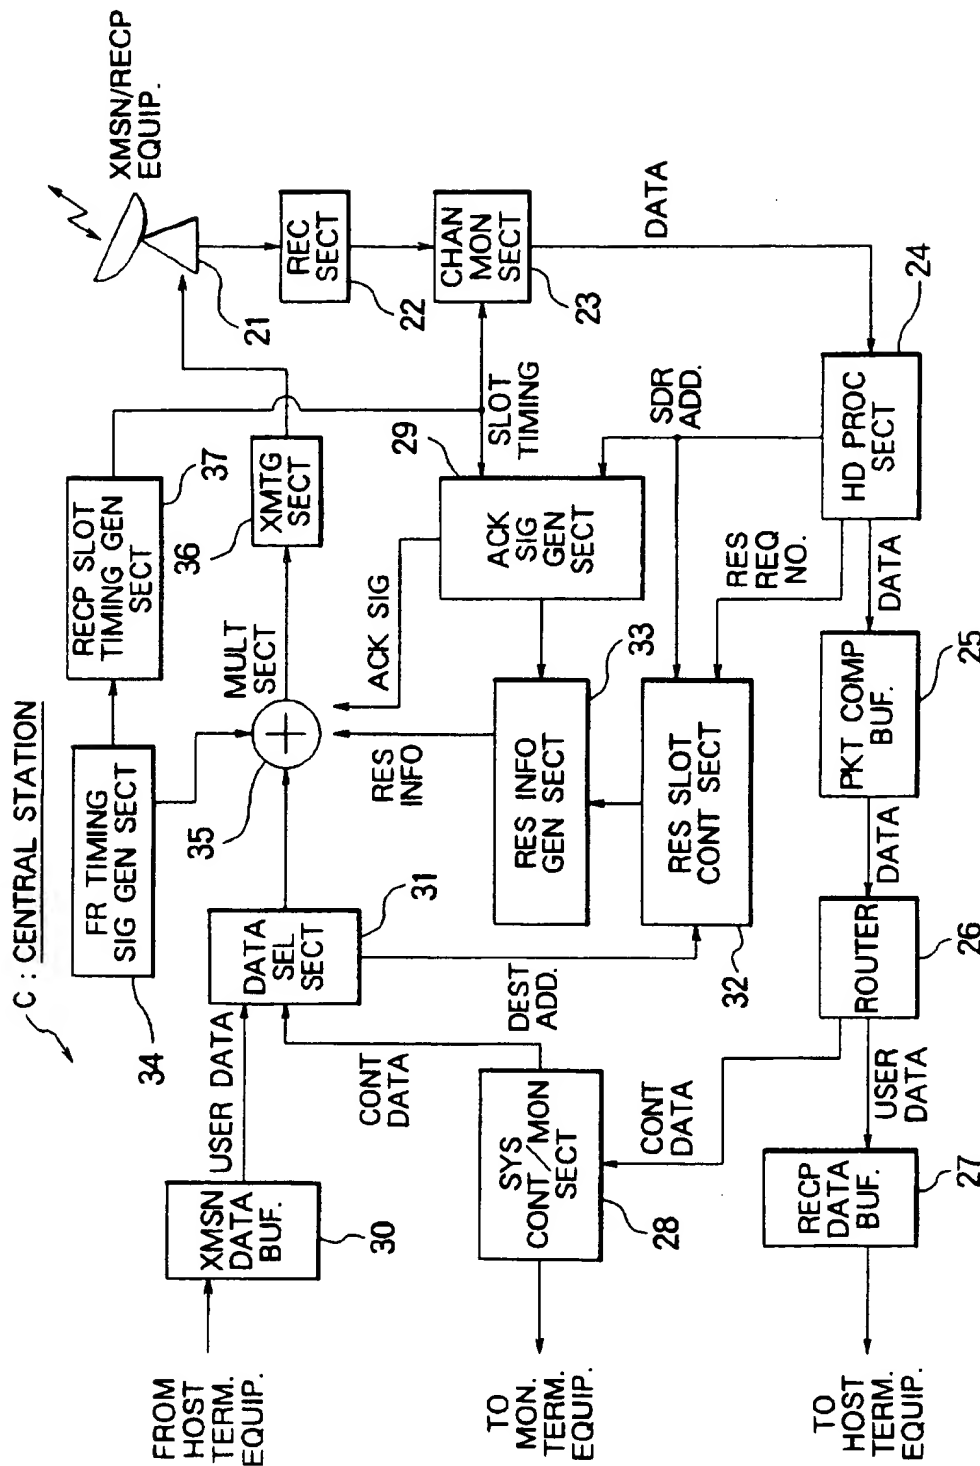 C : CENTRAL STATION
FR TIMING
SIG GEN SECT
34
RECP SLOT
TIMING GEN
SECT
37
XMSN/RECP
EQUIP.
21
FROM
HOST
TERM.
EQUIP.
XMSN
DATA
BUF.
30
USER DATA
DATA
SEL
SECT
31
35
MULT
SECT
36
XMTG
SECT
REC
SECT
22
CONT
DATA
DEST
ADD.
RES
INFO
ACK SIG
29
SLOT
TIMING
CHAN
MON
SECT
23
TO
MON.
TERM.
EQUIP.
SYS
CONT/MON
SECT
28
RES INFO
GEN SECT
33
ACK
SIG
GEN
SECT
DATA
CONT
DATA
RES SLOT
CONT SECT
32
RES
REQ
NO.
SDR
ADD.
TO
HOST
TERM.
EQUIP.
RECP
DATA
BUF.
27
USER
DATA
ROUTER
26
DATA
PKT COMP
BUF.
25
DATA
HD PROC
SECT
24